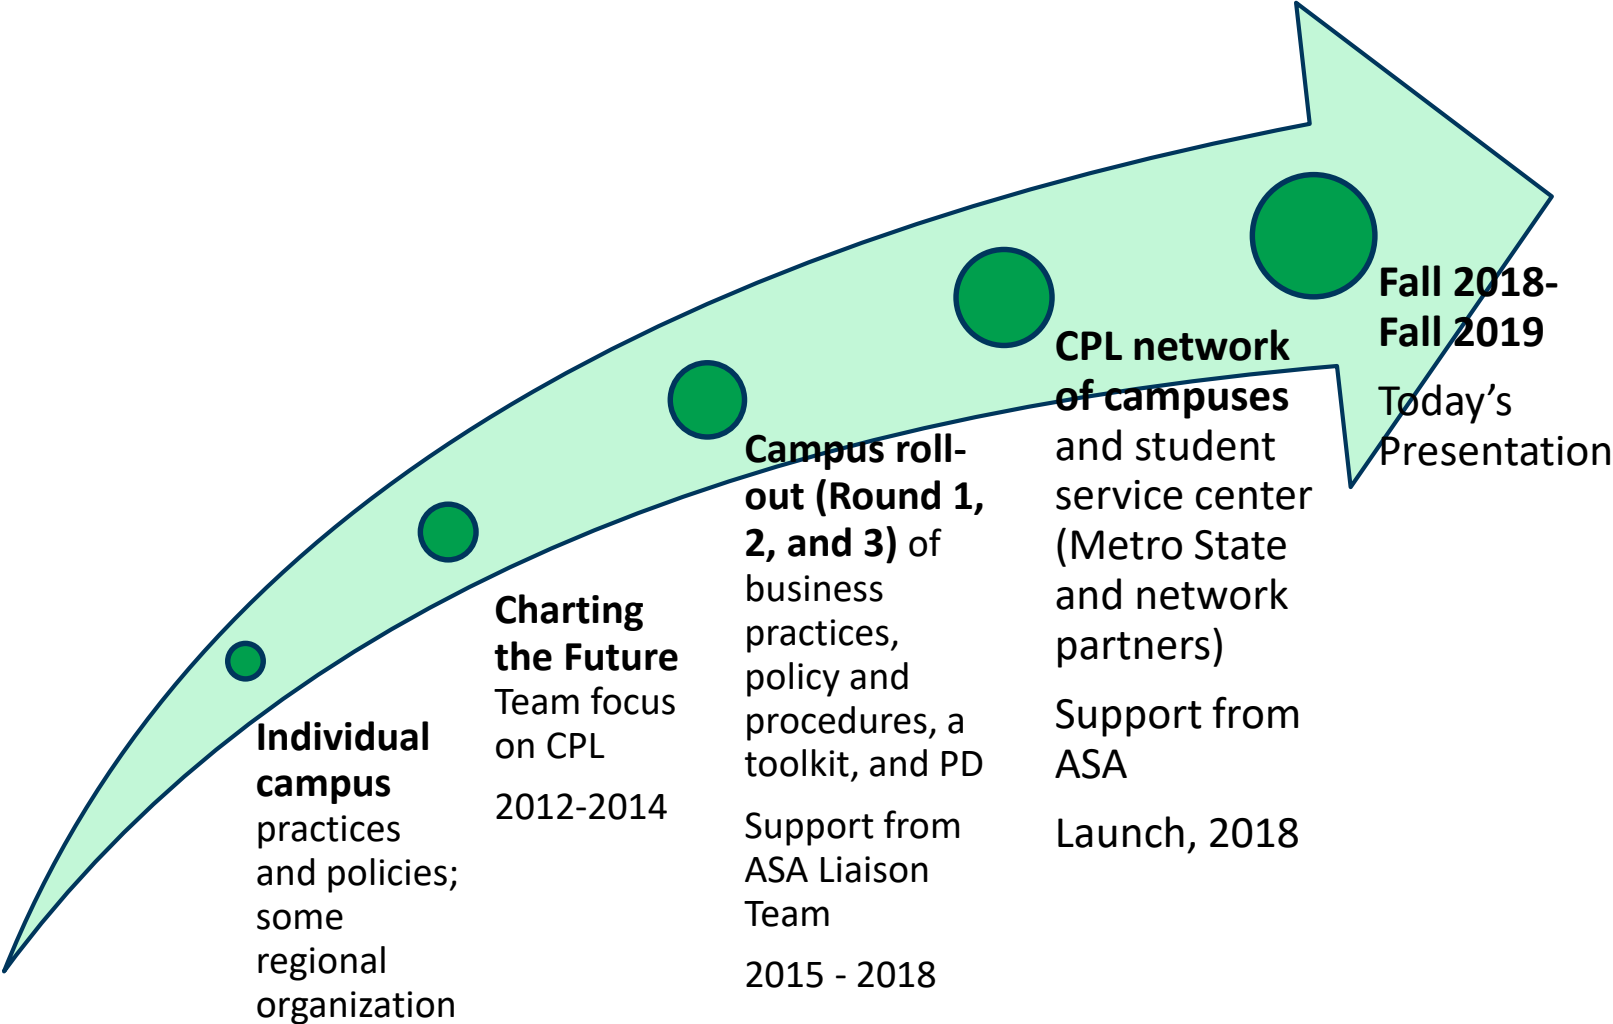 Individual
campus
practices
and policies;
some
regional
organization
Charting
the Future
Team focus
on CPL
2012-2014
Campus roll-
out (Round 1,
2, and 3) of
business
practices,
policy and
procedures, a
toolkit, and PD
Support from
ASA Liaison
Team
2015 - 2018
CPL network
of campuses
and student
service center
(Metro State
and network
partners)
Support from
ASA
Launch, 2018
Fall 2018-
Fall 2019
Today’s
Presentation